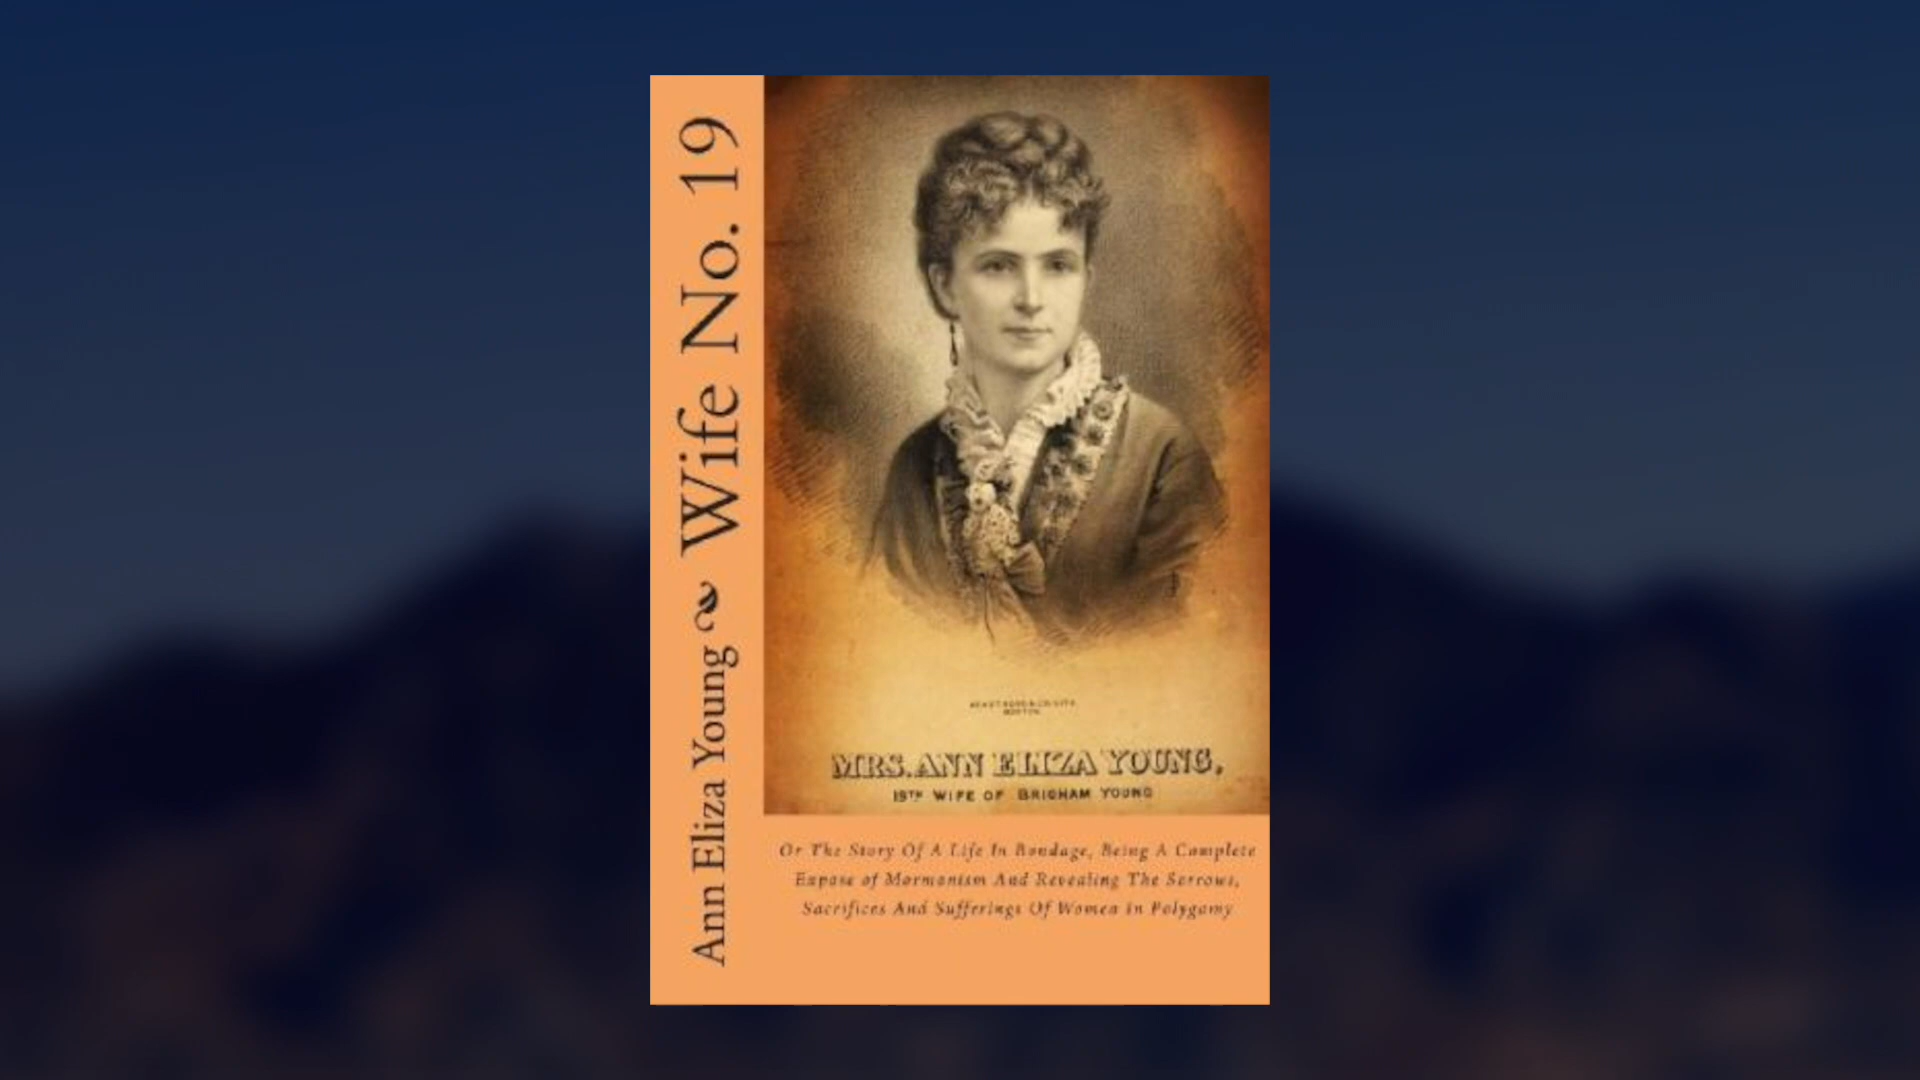 Ann Eliza Young Wife No. 19
MRS. ANN ELIZA YOUNG,
19TH WIFE OF BRIGHAM YOUNG
Or The Story Of A Life In Bondage, Being A Complete
Expose of Mormonism And Revealing The Sorrows,
Sacrifices And Sufferings Of Women In Polygamy